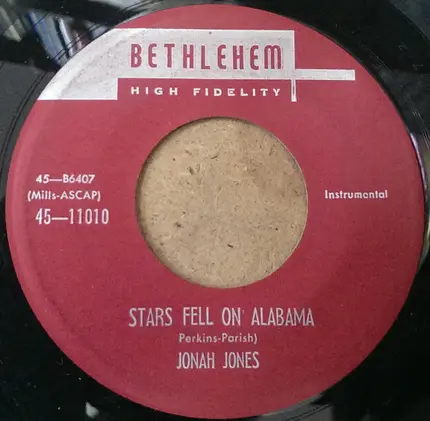 BETHLEHEM
HIGH FIDELITY
45—B6407
(Mills-ASCAP)
45—11010
Instrumental
STARS FELL ON ALABAMA
Perkins-Parish)
JONAH JONES